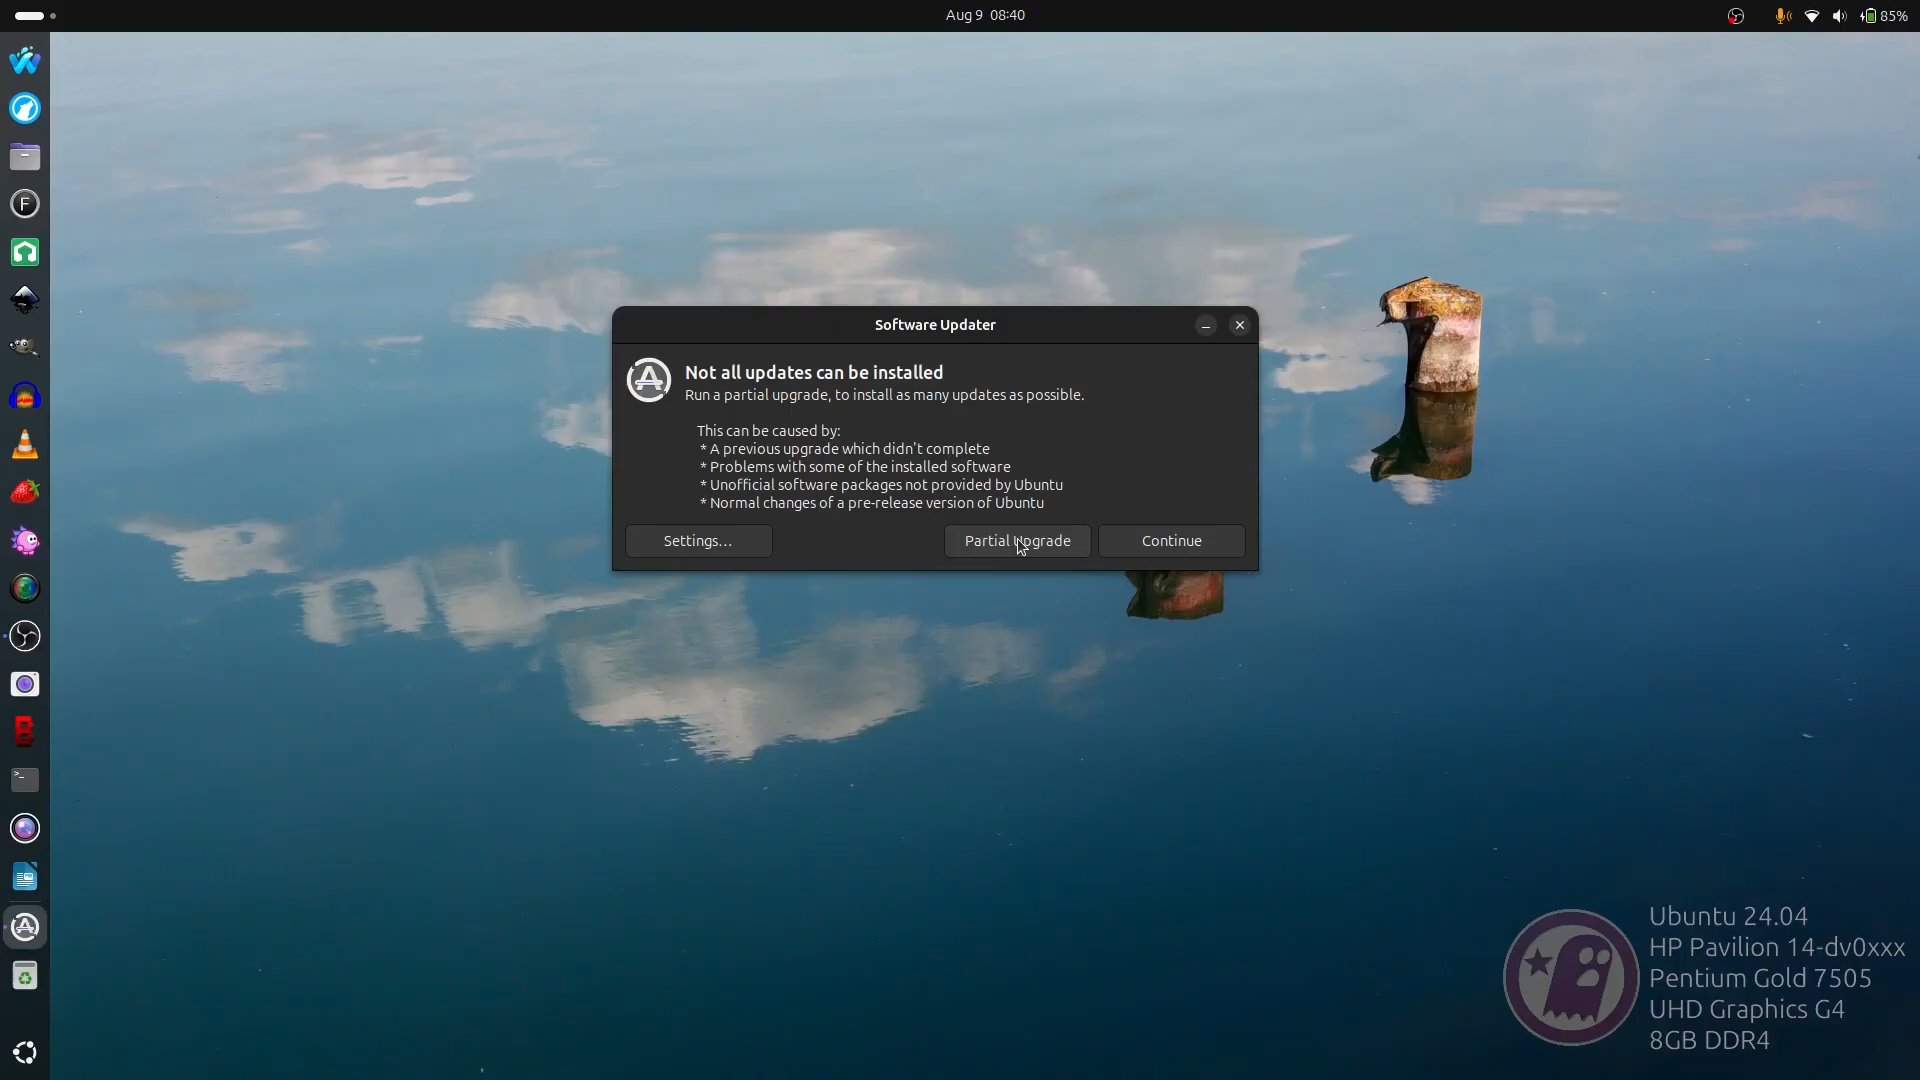 Aug 9 08:40
85%
Software Updater
Not all updates can be installed
Run a partial upgrade, to install as many updates as possible.
This can be caused by:
* A previous upgrade which didn't complete
* Problems with some of the installed software
* Unofficial software packages not provided by Ubuntu
* Normal changes of a pre-release version of Ubuntu
Settings...
Partial Upgrade
Continue
Ubuntu 24.04
HP Pavilion 14-dv0xxx
Pentium Gold 7505
UHD Graphics G4
8GB DDR4